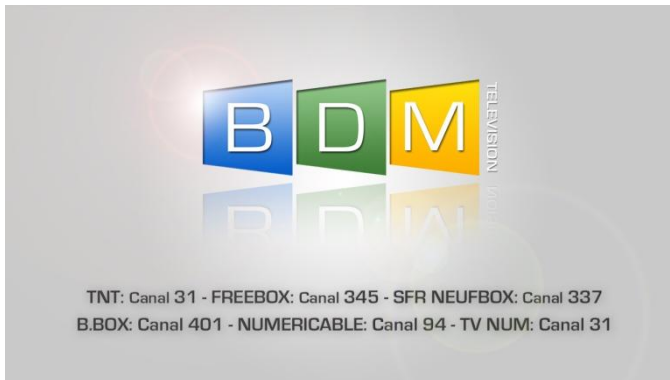 BDM
TELEVISION
TNT: Canal 31 - FREEBOX: Canal 345 - SFR NEUFBOX: Canal 337
B.BOX: Canal 401 - NUMERICABLE: Canal 94 - TV NUM: Canal 31